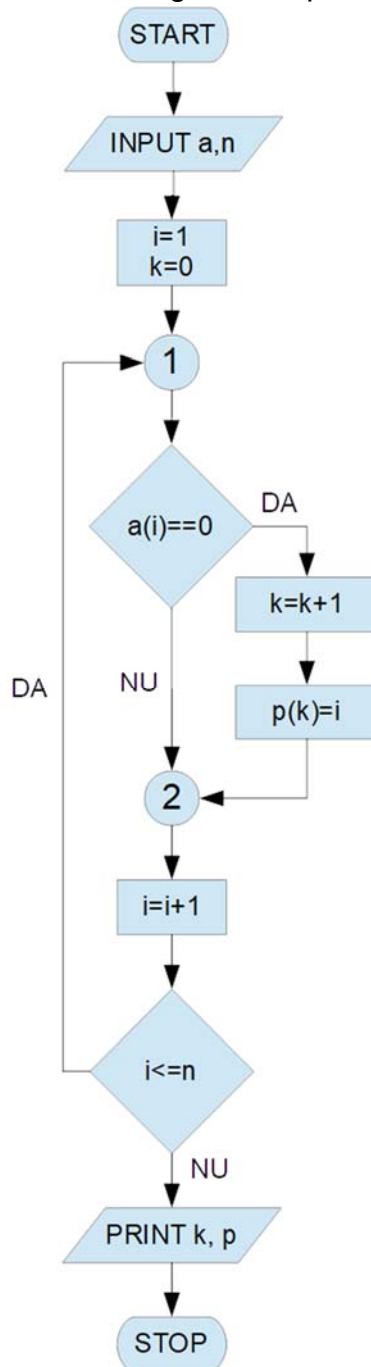 START
INPUT a,n
i=1
k=0
1
a(i)==0
DA
k=k+1
NU
p(k)=i
DA
2
i=i+1
i<=n
NU
PRINT k, p
STOP